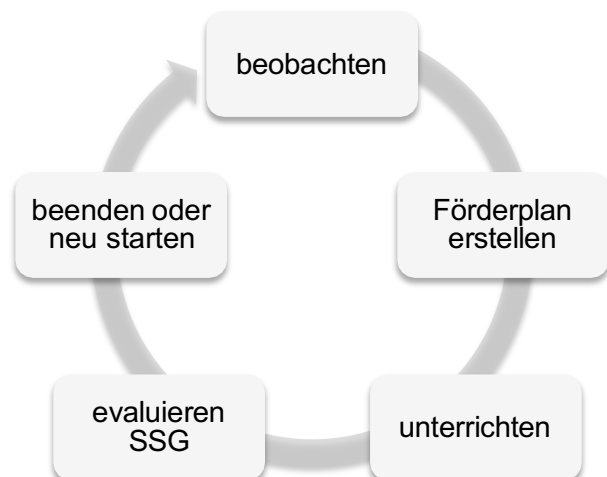 beobachten
Förderplan
erstellen
unterrichten
evaluieren
SSG
beenden oder
neu starten